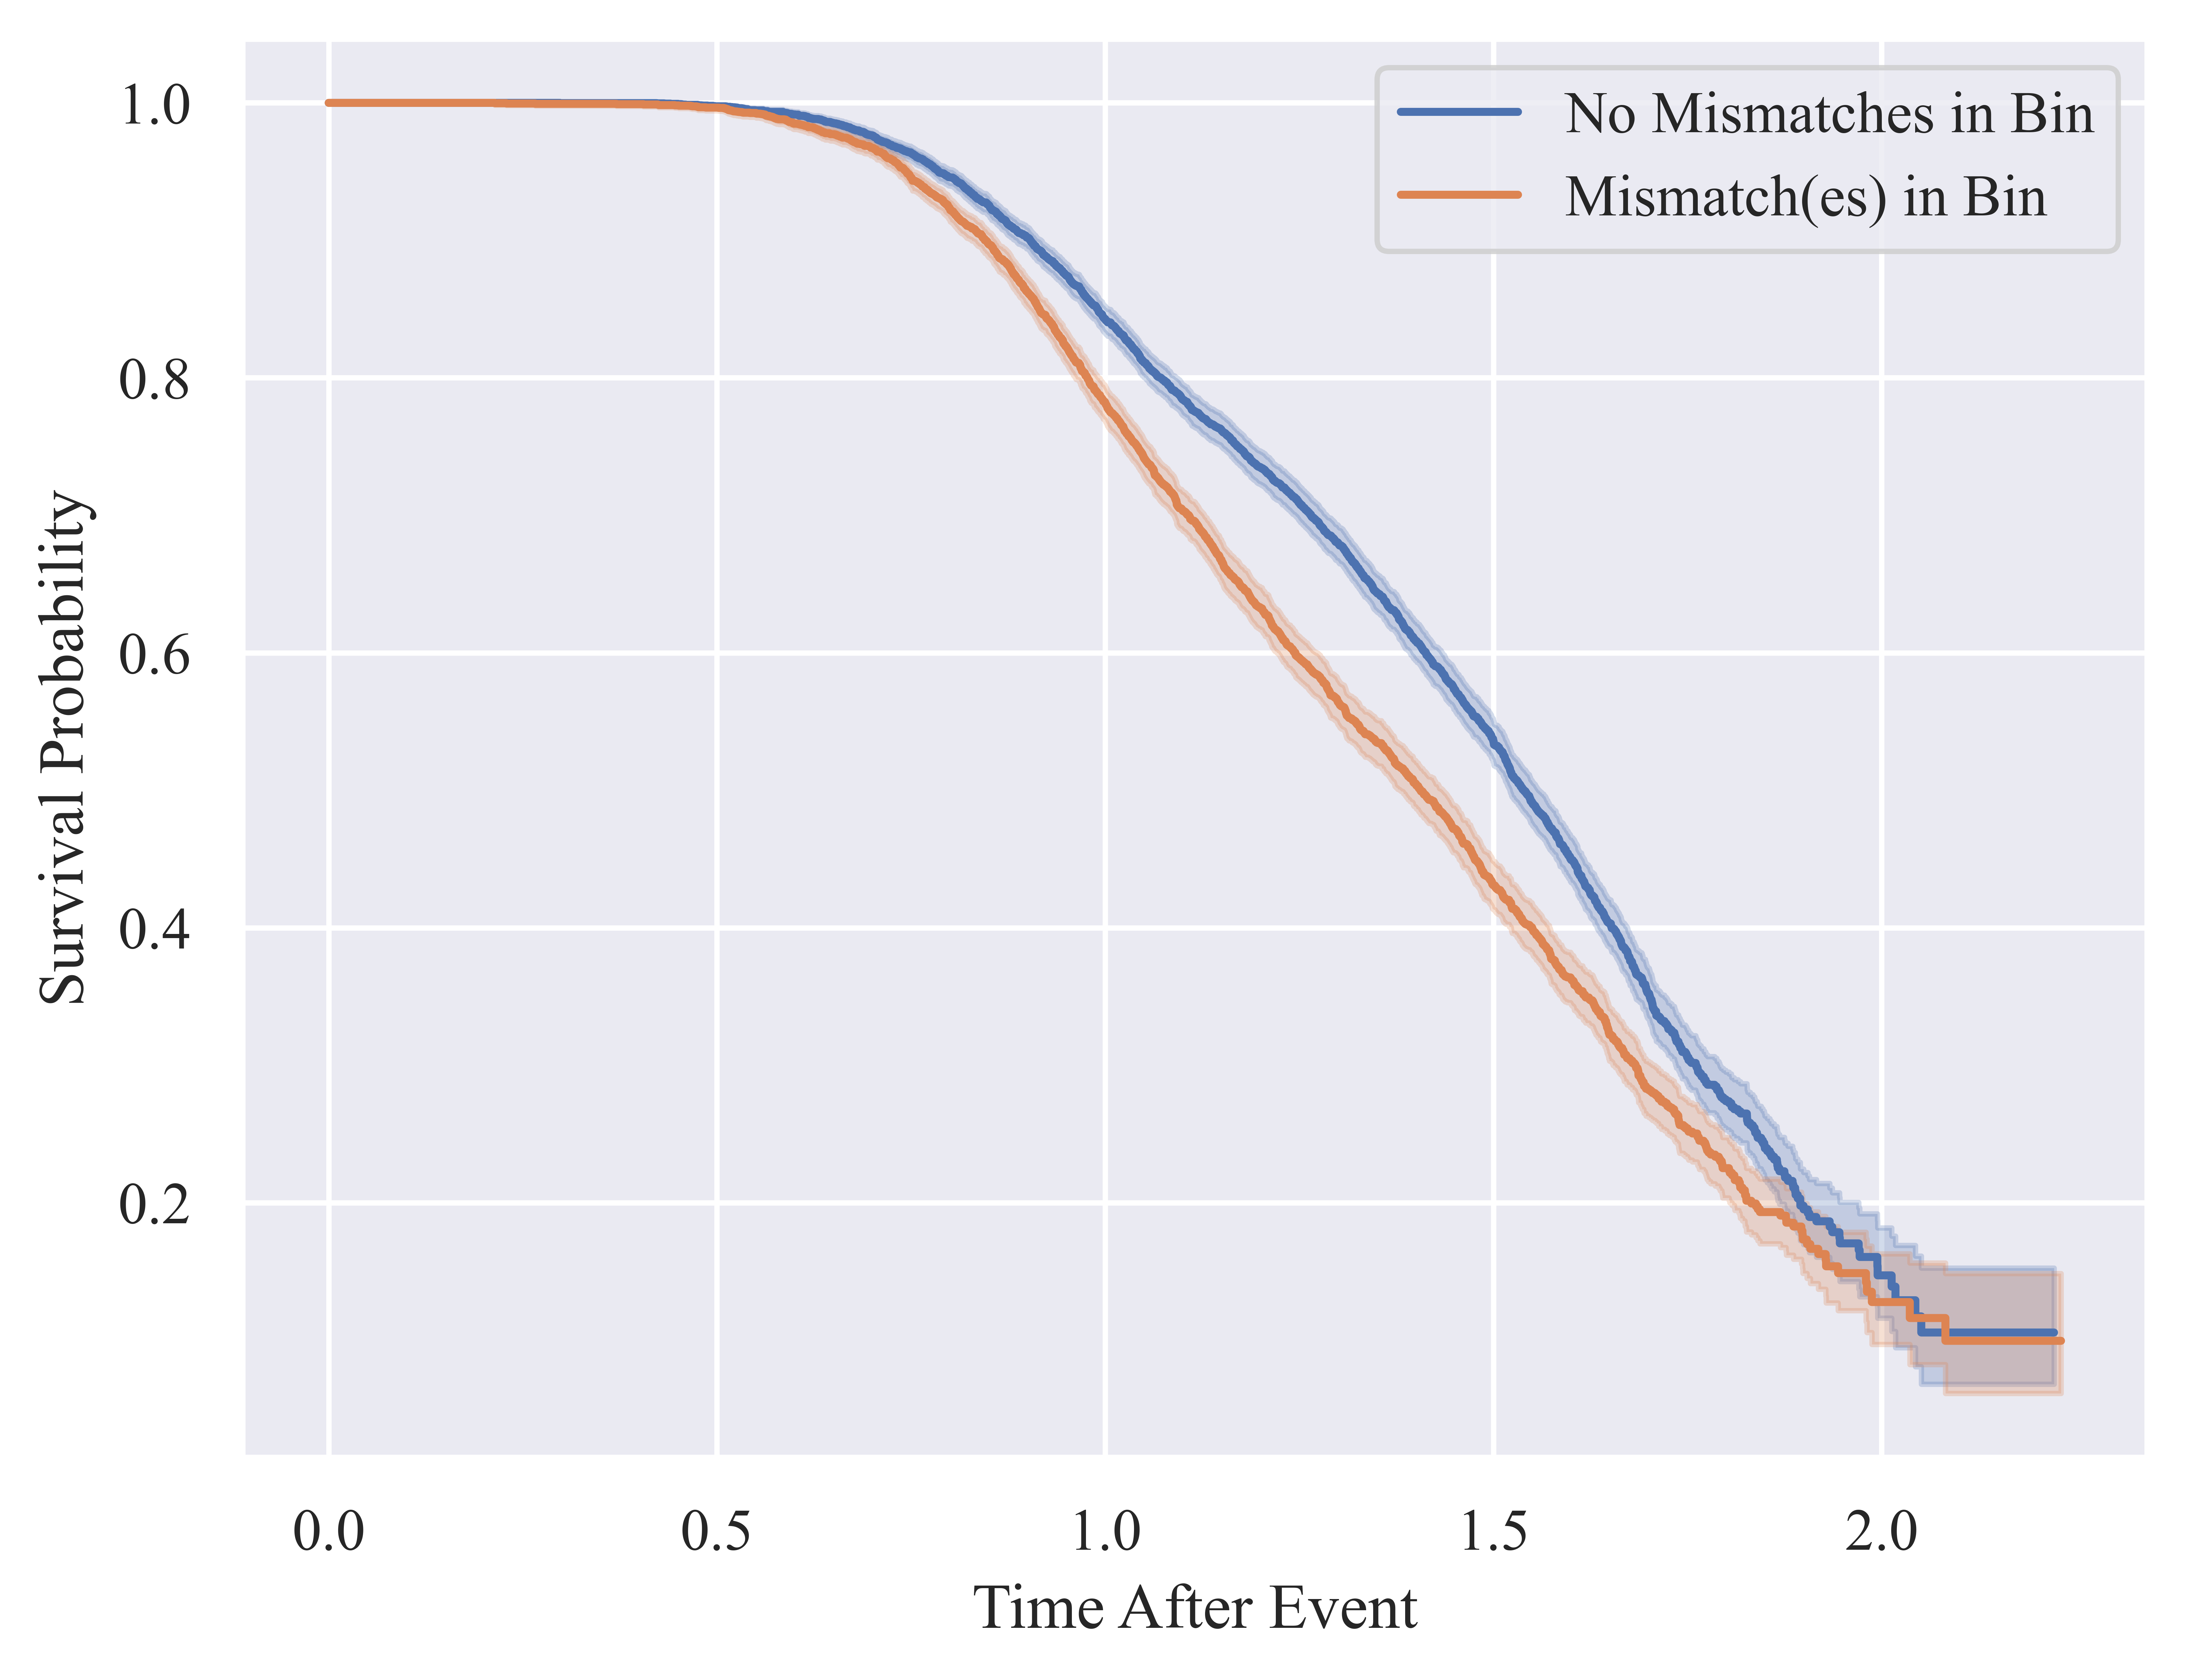 No Mismatches in Bin
Mismatch(es) in Bin
1.0
0.8
0.6
0.4
0.2
Survival Probability
0.0 0.5 1.0 1.5 2.0
Time After Event